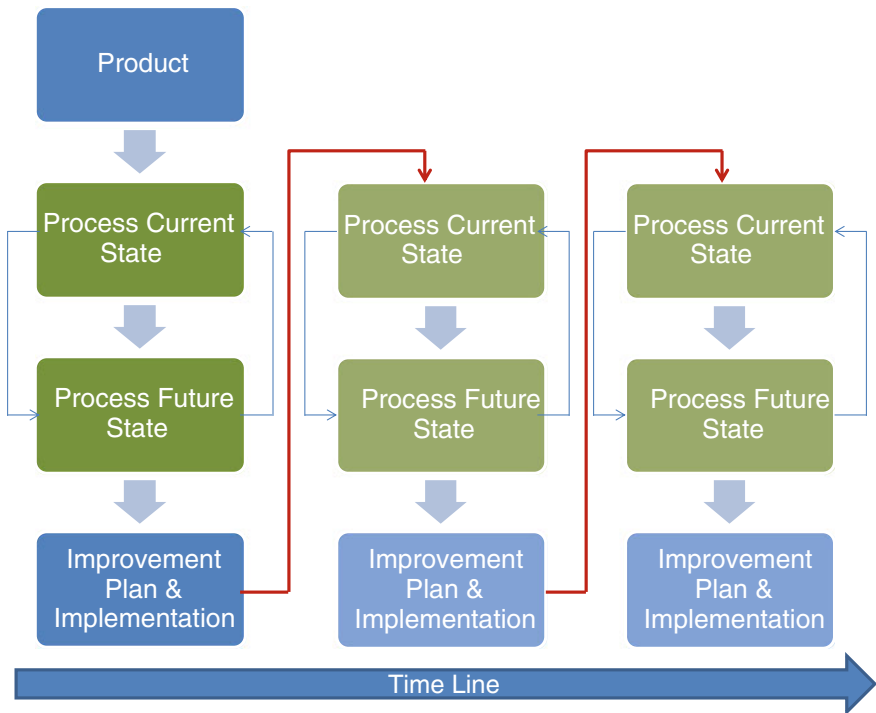 Product
Process Current
State
Process Future
State
Improvement
Plan &
Implementation
Process Current
State
Process Future
State
Improvement
Plan &
Implementation
Process Current
State
Process Future
State
Improvement
Plan &
Implementation
Time Line